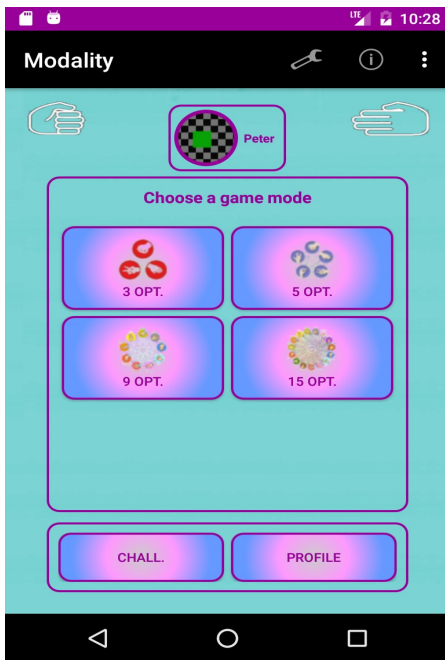 LTE 10:28
Modality
Peter
Choose a game mode
3 OPT. 5 OPT.
9 OPT. 15 OPT.
CHALL. PROFILE